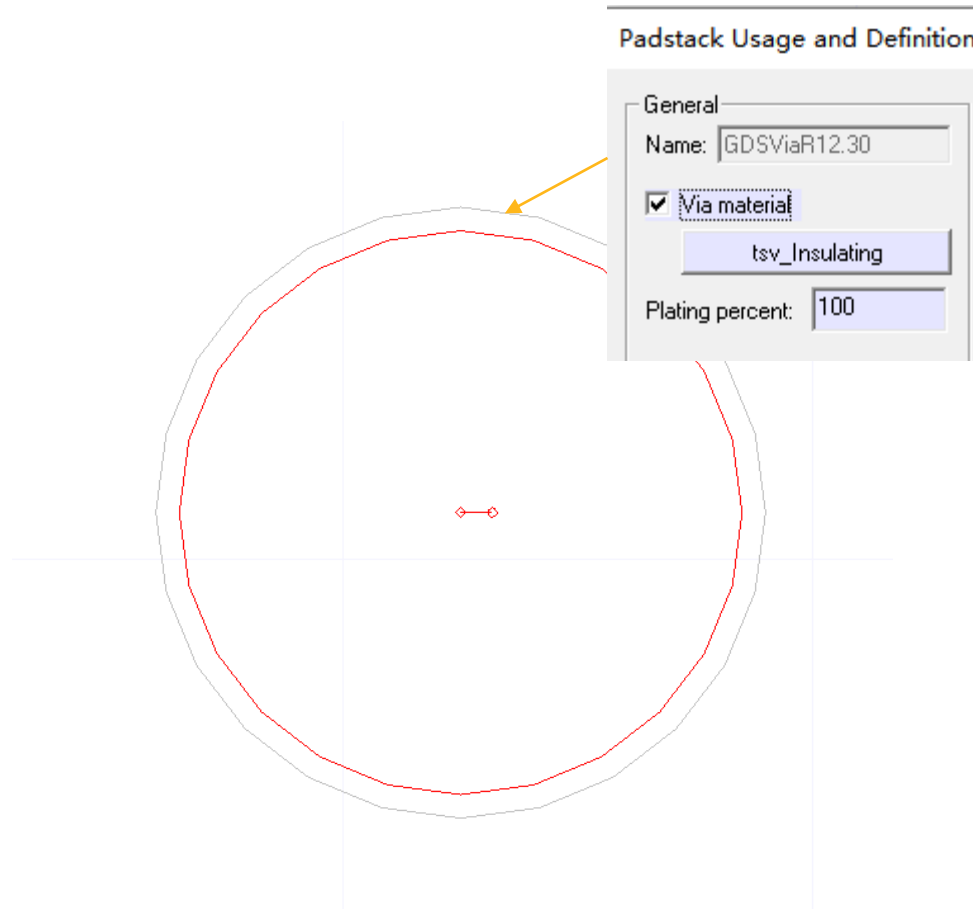 Padstack Usage and Definition
General
Name: GDSViaR12.30
Via material
tsv_Insulating
Plating percent: 100